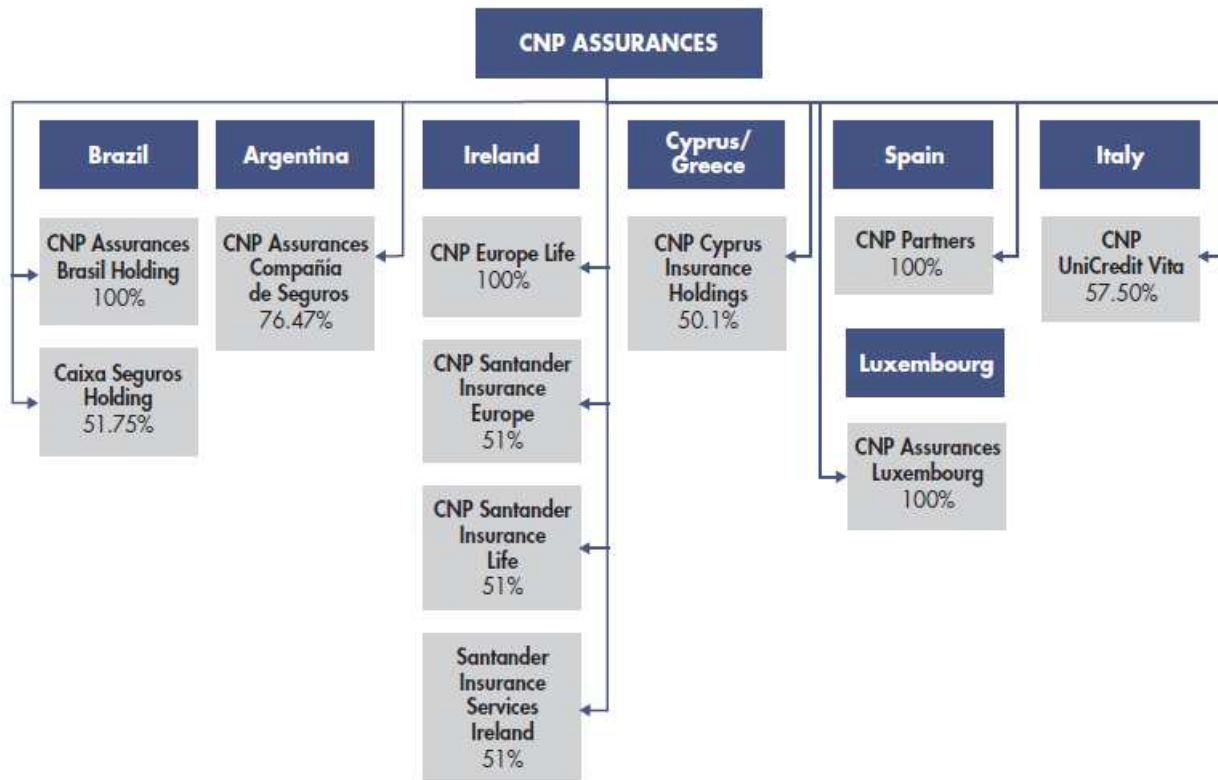 CNP ASSURANCES
Brazil
CNP Assurances
Brasil Holding
100%
Caixa Seguros
Holding
51.75%
Argentina
CNP Assurances
Compañía
de Seguros
76.47%
Ireland
CNP Europe Life
100%
CNP Santander
Insurance
Europe
51%
CNP Santander
Insurance
Life
51%
Santander
Insurance
Services
Ireland
51%
Cyprus/
Greece
CNP Cyprus
Insurance
Holdings
50.1%
Spain
CNP Partners
100%
Luxembourg
CNP Assurances
Luxembourg
100%
Italy
CNP
UniCredit Vita
57.50%